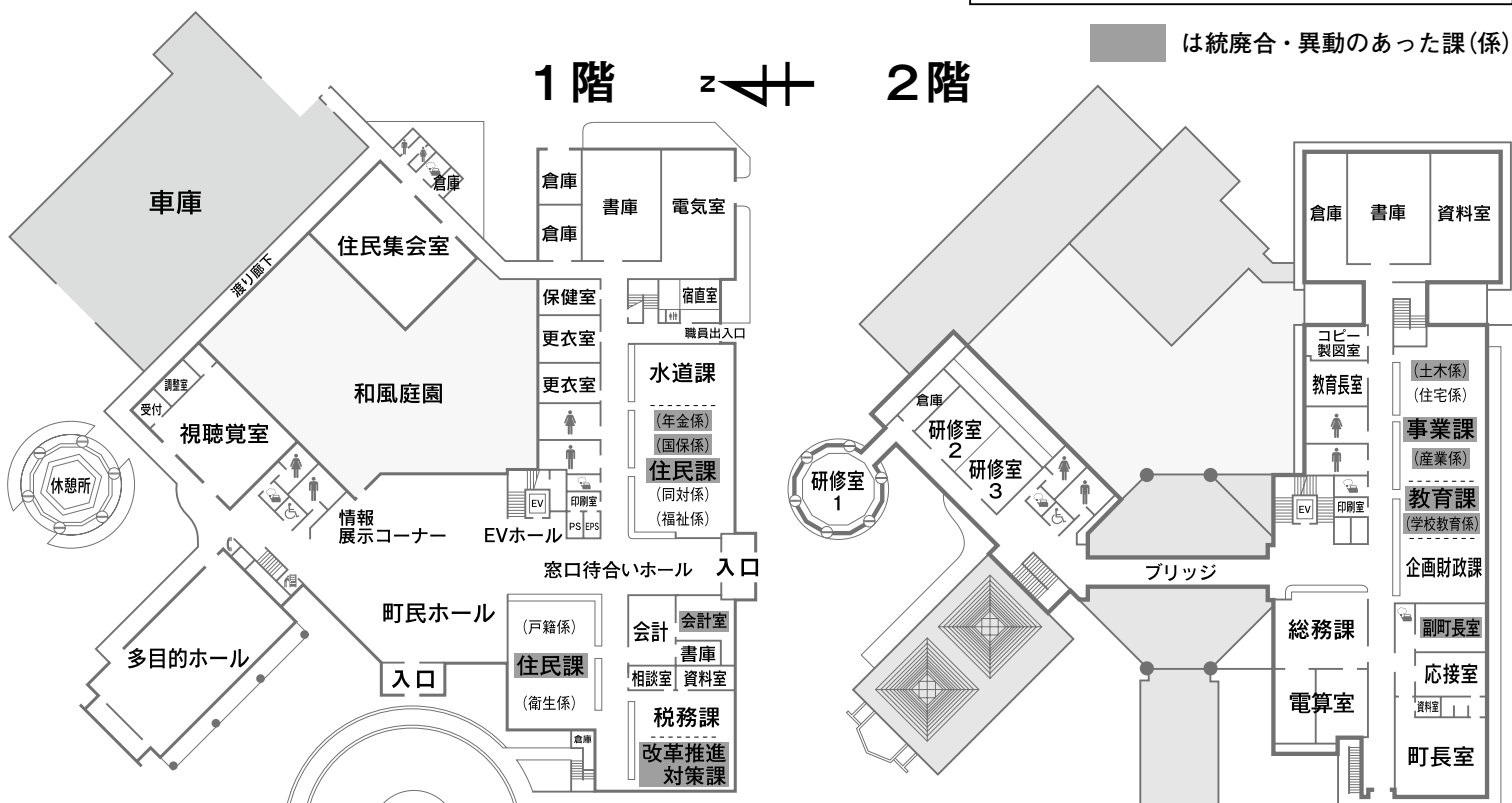 は統廃合・異動のあった課(係)
1階
N
2階
車庫
倉庫
住民集会室
渡り廊下
倉庫
倉庫
書庫
電気室
保健室
宿直室
職員出入口
更衣室
更衣室
水道課
(年金係)
(国保係)
住民課
(同対係)
(福祉係)
和風庭園
調整室
受付
視聴覚室
休憩所
情報
展示コーナー
EV
EVホール
印刷室
PS
EPS
窓口待合いホール
入口
町民ホール
多目的ホール
入口
(戸籍係)
住民課
(衛生係)
会計
会計室
書庫
相談室
資料室
税務課
改革推進
対策課
倉庫
倉庫
書庫
資料室
コピー
製図室
教育長室
(土木係)
(住宅係)
事業課
(産業係)
教育課
(学校教育係)
企画財政課
倉庫
研修室
2
研修室
3
研修室
1
EV
印刷室
ブリッジ
総務課
電算室
副町長室
応接室
資料室
町長室